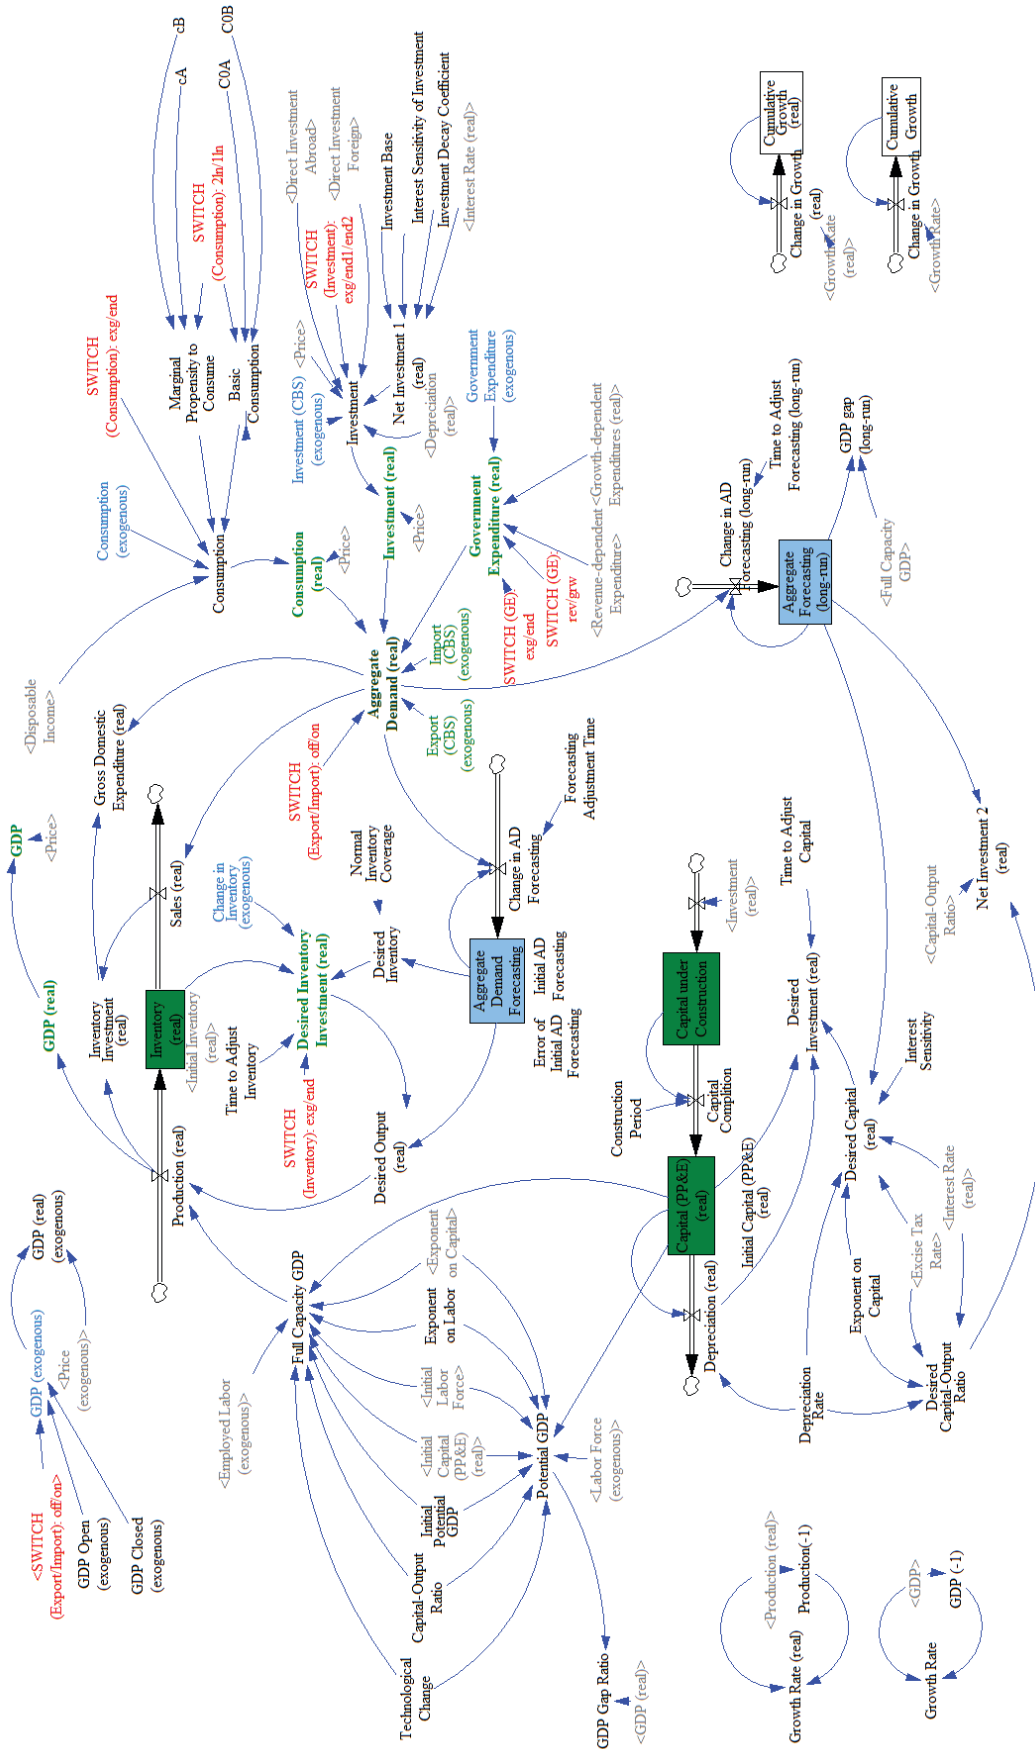 <SWITCH
(Export/Import): off/on>
GDP Open
(exogenous)
GDP Closed
(exogenous)
GDP (exogenous)
<Price
(exogenous)>
GDP (real)
(exogenous)
GDP (real)
GDP
<Price>
Production (real)
Inventory
(real)
<Initial Inventory
(real)>
Inventory
Investment
(real)
Sales (real)
Gross Domestic
Expenditure (real)
<Disposable
Income>
Consumption
(exogenous)
SWITCH
(Consumption): exg/end
Consumption
Marginal
Propensity to
Consume
Basic
Consumption
SWITCH
(Consumption): 2ln/1ln
cB
cA
C0A
C0B
Consumption
(real)
<Price>
Investment (CBS)
(exogenous)
<Price>
SWITCH
(Investment):
exg/end1/end2
<Direct Investment
Abroad>
<Direct Investment
Foreign>
Investment
Net Investment 1
(real)
Investment Base
Interest Sensitivity of Investment
Investment Decay Coefficient
<Interest Rate (real)>
<Depreciation
(real)>
Investment (real)
<Price>
Government
Expenditure
(exogenous)
Government
Expenditure (real)
<Growth-dependent
Expenditures (real)>
<Revenue-dependent
Expenditure>
SWITCH (GE):
exg/end
SWITCH (GE):
rev/grw
Aggregate
Demand (real)
SWITCH
(Export/Import): off/on
Export
(CBS)
(exogenous)
Import
(CBS)
(exogenous)
Time to Adjust
Inventory
SWITCH
(Inventory): exg/end
Change in
Inventory
(exogenous)
Desired Inventory
Investment (real)
Desired
Inventory
Normal
Inventory
Coverage
Desired Output
(real)
Aggregate
Demand
Forecasting
Change in AD
Forecasting
Forecasting
Adjustment Time
Initial AD
Forecasting
Error of
Initial AD
Forecasting
<Employed Labor
(exogenous)>
Full Capacity GDP
<Exponent
on Capital>
Exponent
on Labor
<Initial
Labor
Force>
<Initial
Capital
(PP&E)
(real)>
Initial
Potential
GDP
Capital-Output
Ratio
Technological
Change
Potential GDP
<Labor Force
(exogenous)>
GDP Gap Ratio
<GDP (real)>
Construction
Period
Capital
Complition
Capital under
Construction
<Investment
(real)>
Capital (PP&E)
(real)
Initial Capital (PP&E)
(real)
Depreciation (real)
Depreciation
Rate
Desired
Investment (real)
Time to Adjust
Capital
Desired Capital
(real)
Interest
Sensitivity
Exponent on
Capital
<Excise Tax
Rate>
<Interest Rate
(real)>
Desired
Capital-Output
Ratio
<Capital-Output
Ratio>
Net Investment 2
(real)
Aggregate
Forecasting
(long-run)
Change in AD
Forecasting (long-run)
Time to Adjust
Forecasting (long-run)
GDP gap
(long-run)
<Full Capacity
GDP>
<Production (real)>
Production(-1)
Growth Rate (real)
<GDP>
GDP (-1)
Growth Rate
Cumulative
Growth
(real)
Change in Growth
(real)
<Growth Rate
(real)>
Cumulative
Growth
Change in Growth
<Growth Rate>